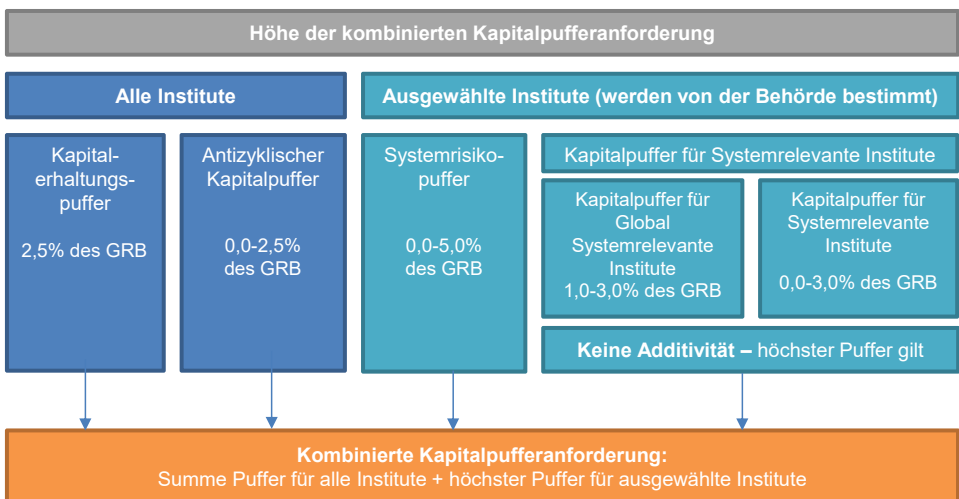 Höhe der kombinierten Kapitalpufferanforderung
Alle Institute
Ausgewählte Institute (werden von der Behörde bestimmt)
Kapital-
erhaltungs-
puffer
2,5% des GRB
Antizyklischer
Kapitalpuffer
0,0-2,5%
des GRB
Systemrisiko-
puffer
0,0-5,0%
des GRB
Kapitalpuffer für Systemrelevante Institute
Kapitalpuffer für
Global
Systemrelevante
Institute
1,0-3,0% des GRB
Kapitalpuffer für
Systemrelevante
Institute
0,0-3,0% des GRB
Keine Additivität – höchster Puffer gilt
Kombinierte Kapitalpufferanforderung:
Summe Puffer für alle Institute + höchster Puffer für ausgewählte Institute